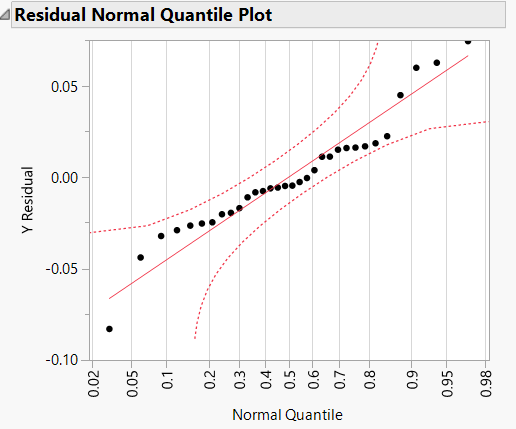 Residual Normal Quantile Plot
0.05
0.00
-0.05
-0.10
Y Residual
0.02 0.05 0.1 0.2 0.3 0.4 0.5 0.6 0.7 0.8 0.9 0.95 0.98
Normal Quantile